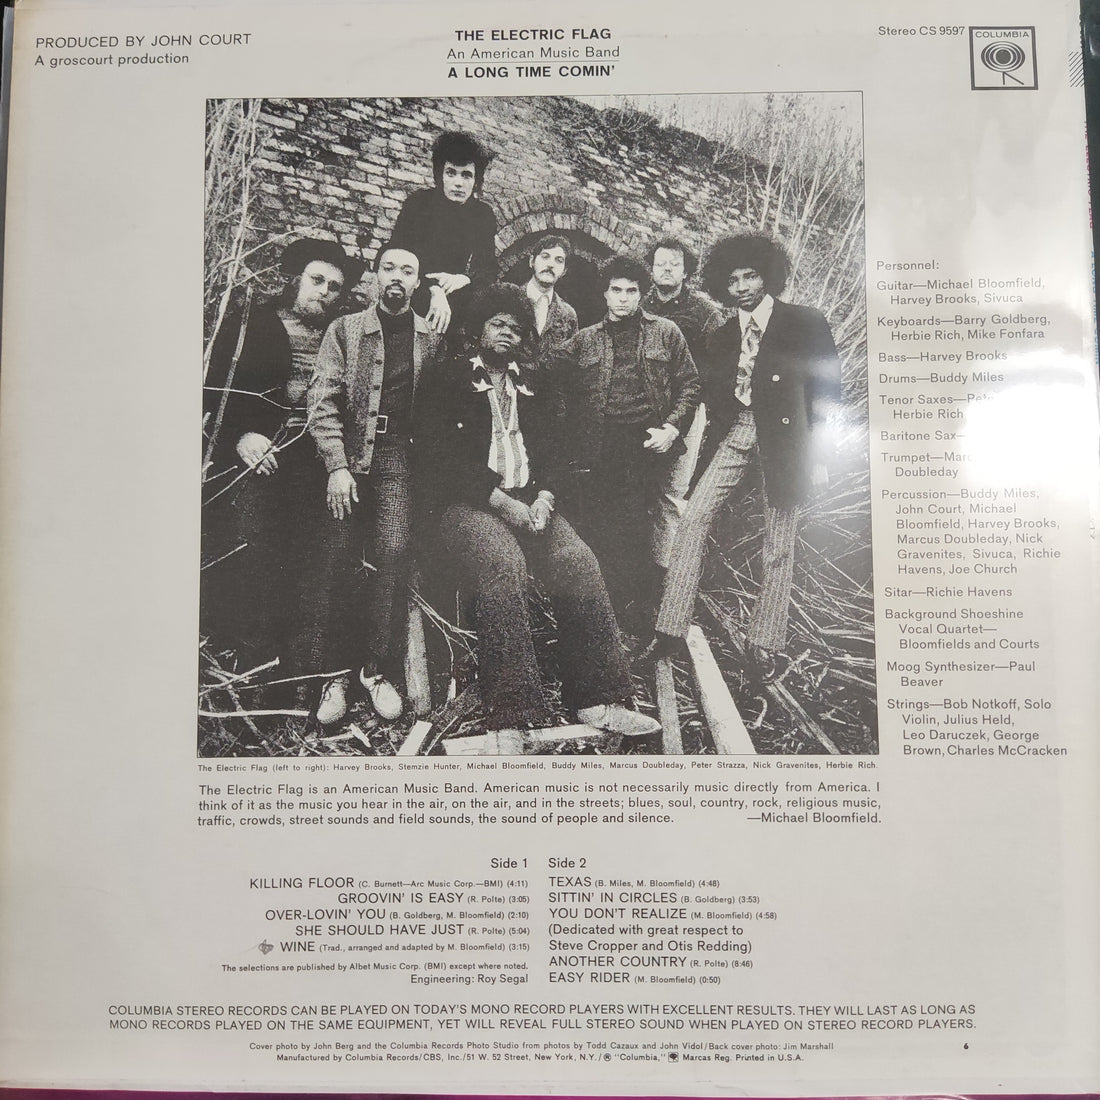 PRODUCED BY JOHN COURT
A groscourt production
THE ELECTRIC FLAG
An American Music Band
A LONG TIME COMIN'
Stereo CS 9597
COLUMBIA
Personnel:
Guitar—Michael Bloomfield,
Harvey Brooks, Sivuca
Keyboards—Barry Goldberg,
Herbie Rich, Mike Fonfara
Bass—Harvey Brooks
Drums—Buddy Miles
Tenor Saxes—
Herbie Rich
Baritone Sax—
Trumpet—
Doubleday
Percussion—Buddy Miles,
John Court, Michael
Bloomfield, Harvey Brooks,
Marcus Doubleday, Nick
Gravenites, Sivuca, Richie
Havens, Joe Church
Sitar—Richie Havens
Background Shoeshine
Vocal Quartet—
Bloomfields and Courts
Moog Synthesizer—Paul
Beaver
Strings—Bob Notkoff, Solo
Violin, Julius Held,
Leo Daruczek, George
Brown, Charles McCracken
The Electric Flag (left to right): Harvey Brooks, Stemzie Hunter, Michael Bloomfield, Buddy Miles, Marcus Doubleday, Peter Strazza, Nick Gravenites, Herbie Rich.
The Electric Flag is an American Music Band. American music is not necessarily music directly from America. I
think of it as the music you hear in the air, on the air, and in the streets; blues, soul, country, rock, religious music,
traffic, crowds, street sounds and field sounds, the sound of people and silence. —Michael Bloomfield.
Side 1
KILLING FLOOR (C. Burnett—Arc Music Corp.—BMI) (4:11)
GROOVIN' IS EASY (R. Polte) (3:05)
OVER-LOVIN' YOU (B. Goldberg, M. Bloomfield) (2:10)
SHE SHOULD HAVE JUST (R. Polte) (5:04)
WINE (Trad., arranged and adapted by M. Bloomfield) (3:15)
The selections are published by Albet Music Corp. (BMI) except where noted.
Engineering: Roy Segal
Side 2
TEXAS (B. Miles, M. Bloomfield) (4:48)
SITTIN' IN CIRCLES (B. Goldberg) (3:53)
YOU DON'T REALIZE (M. Bloomfield) (4:58)
(Dedicated with great respect to
Steve Cropper and Otis Redding)
ANOTHER COUNTRY (R. Polte) (8:46)
EASY RIDER (M. Bloomfield) (0:50)
COLUMBIA STEREO RECORDS CAN BE PLAYED ON TODAY'S MONO RECORD PLAYERS WITH EXCELLENT RESULTS. THEY WILL LAST AS LONG AS
MONO RECORDS PLAYED ON THE SAME EQUIPMENT, YET WILL REVEAL FULL STEREO SOUND WHEN PLAYED ON STEREO RECORD PLAYERS.
Cover photo by John Berg and the Columbia Records Photo Studio from photos by Todd Cazaux and John Vidol/Back cover photo: Jim Marshall
6
Manufactured by Columbia Records/CBS, Inc./51 W. 52 Street, New York, N.Y./® "Columbia," Marcas Reg. Printed in U.S.A.